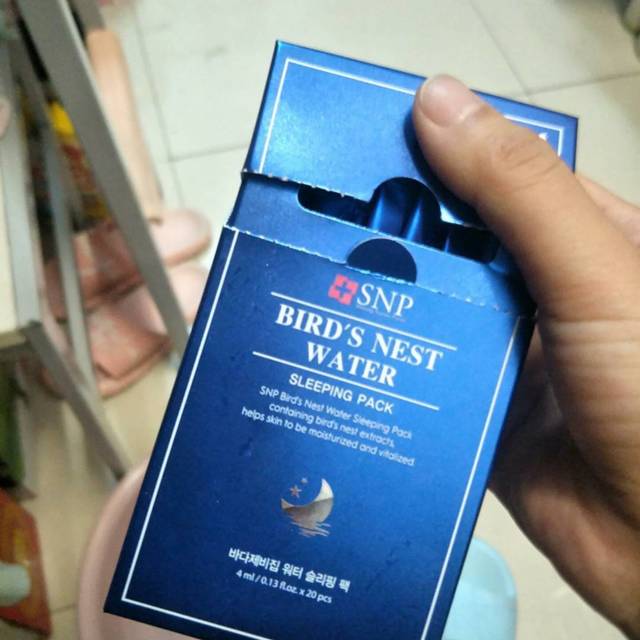 SNP
BIRD'S NEST
WATER
SLEEPING PACK
SNP Bird's Nest Water Sleeping Pack
containing bird's nest extracts,
helps skin to be moisturized and vitalized
바다제비집 워터 슬리핑 팩
4 ml / 0.13 fl.oz. x 20 pcs